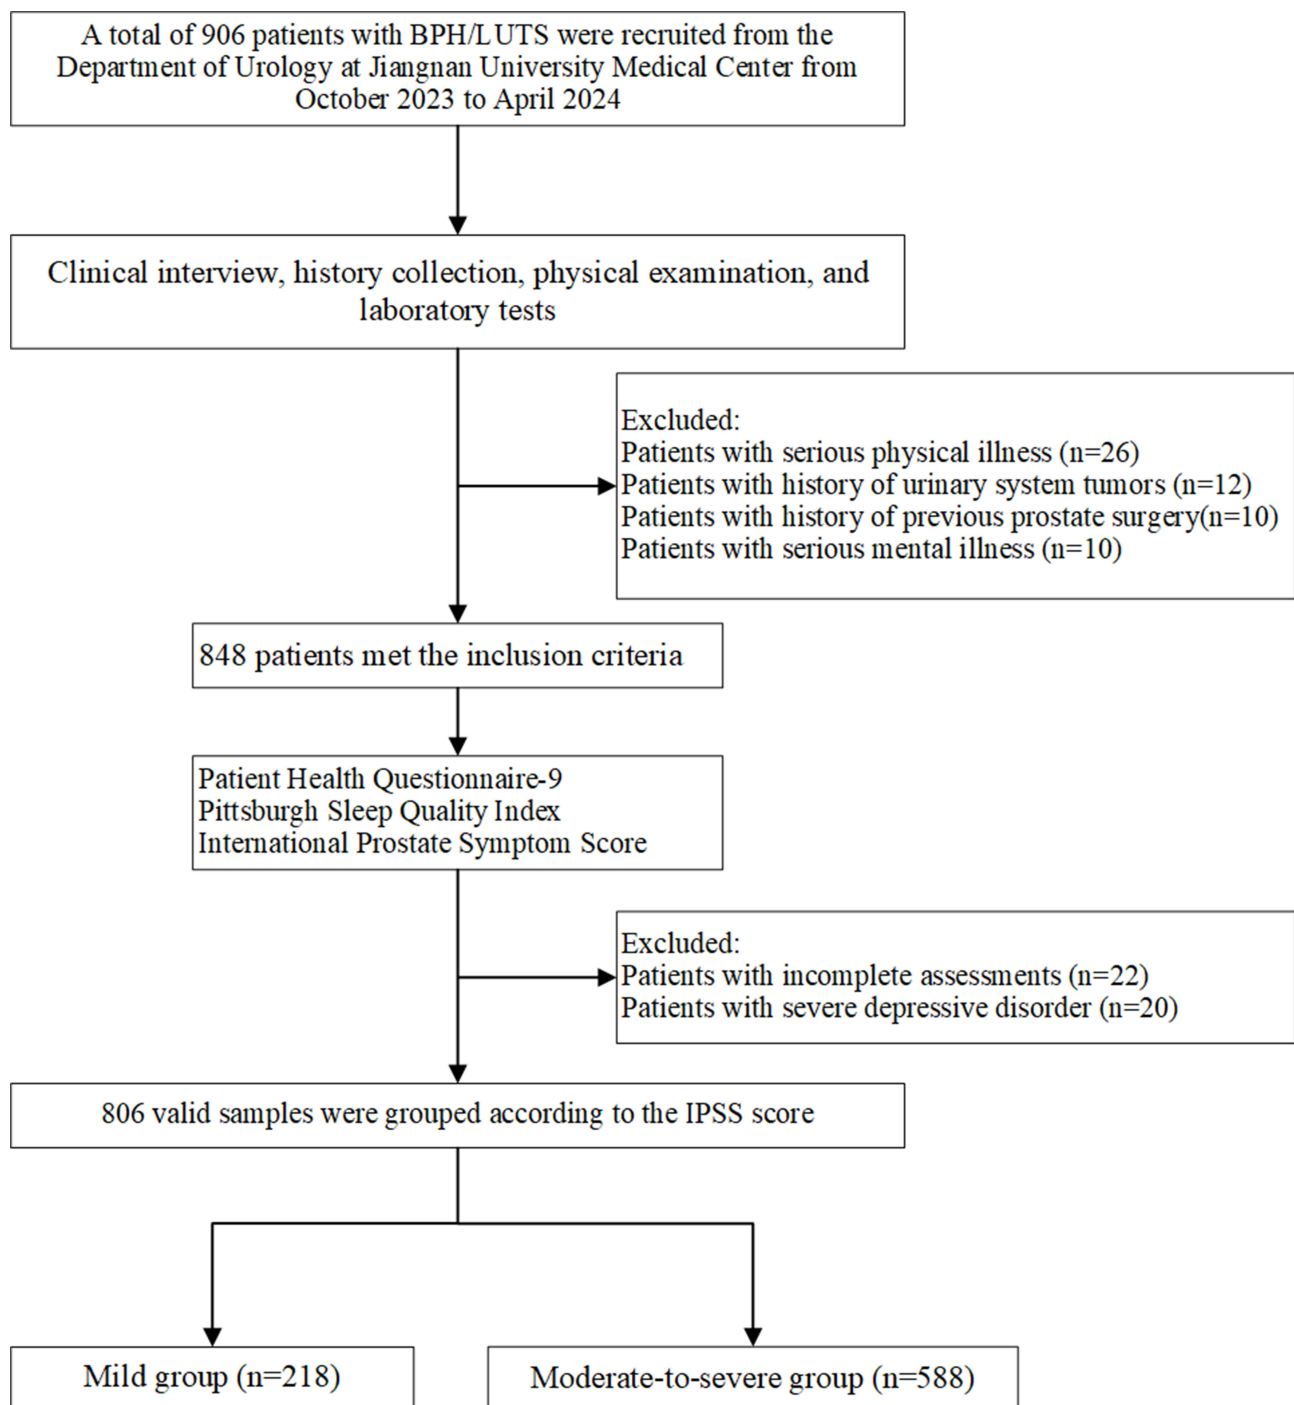 A total of 906 patients with BPH/LUTS were recruited from the
Department of Urology at Jiangnan University Medical Center from
October 2023 to April 2024
Clinical interview, history collection, physical examination, and
laboratory tests
Excluded:
Patients with serious physical illness (n=26)
Patients with history of urinary system tumors (n=12)
Patients with history of previous prostate surgery(n=10)
Patients with serious mental illness (n=10)
848 patients met the inclusion criteria
Patient Health Questionnaire-9
Pittsburgh Sleep Quality Index
International Prostate Symptom Score
Excluded:
Patients with incomplete assessments (n=22)
Patients with severe depressive disorder (n=20)
806 valid samples were grouped according to the IPSS score
Mild group (n=218)
Moderate-to-severe group (n=588)